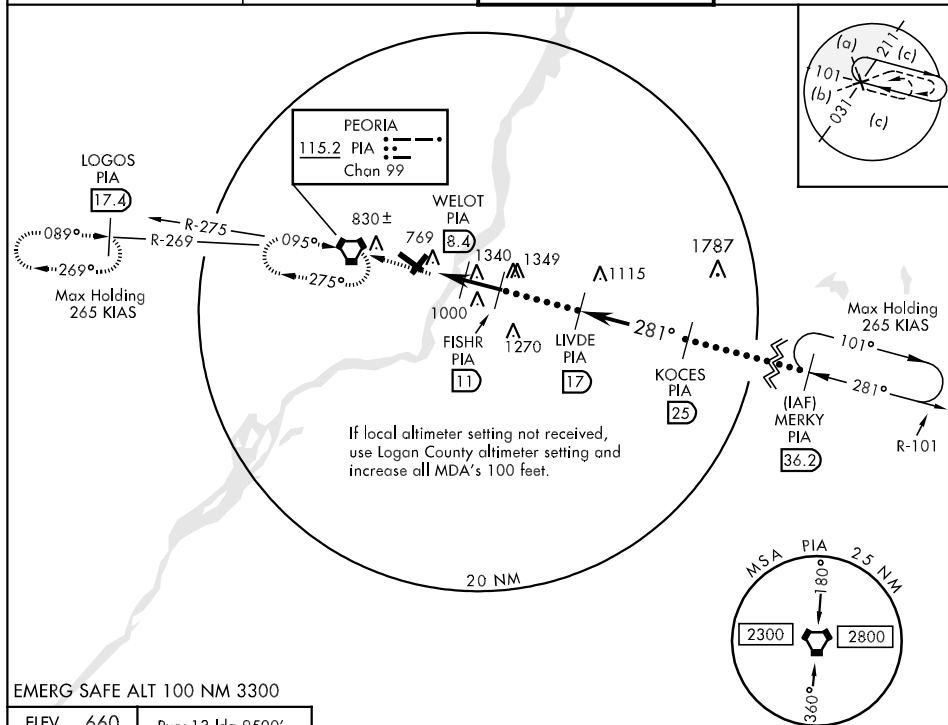 LOGOS
PIA
17.4
089°
269°
Max Holding
265 KIAS
R-275
R-269
PEORIA
115.2 PIA
Chan 99
095°
275°
830±
769
WELOT
PIA
8.4
1340
1349
1000
1270
FISHR
PIA
11
1115
LIVDE
PIA
17
1787
281°
KOCES
PIA
25
Max Holding
265 KIAS
101°
281°
(IAF)
MERKY
PIA
36.2
R-101
(a)
211
(c)
101
(b)
031
(c)
If local altimeter setting not received,
use Logan County altimeter setting and
increase all MDA's 100 feet.
20 NM
MSA PIA 25 NM
180°
2300
2800
360°
EMERG SAFE ALT 100 NM 3300
ELEV 660
Rwy 13 ldg 9500'